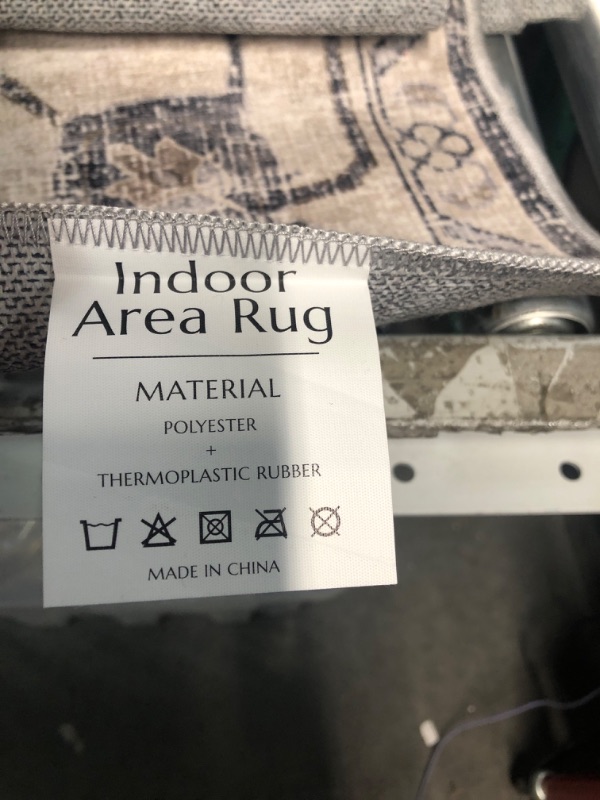 Indoor
Area Rug
MATERIAL
POLYESTER
+
THERMOPLASTIC RUBBER
MADE IN CHINA